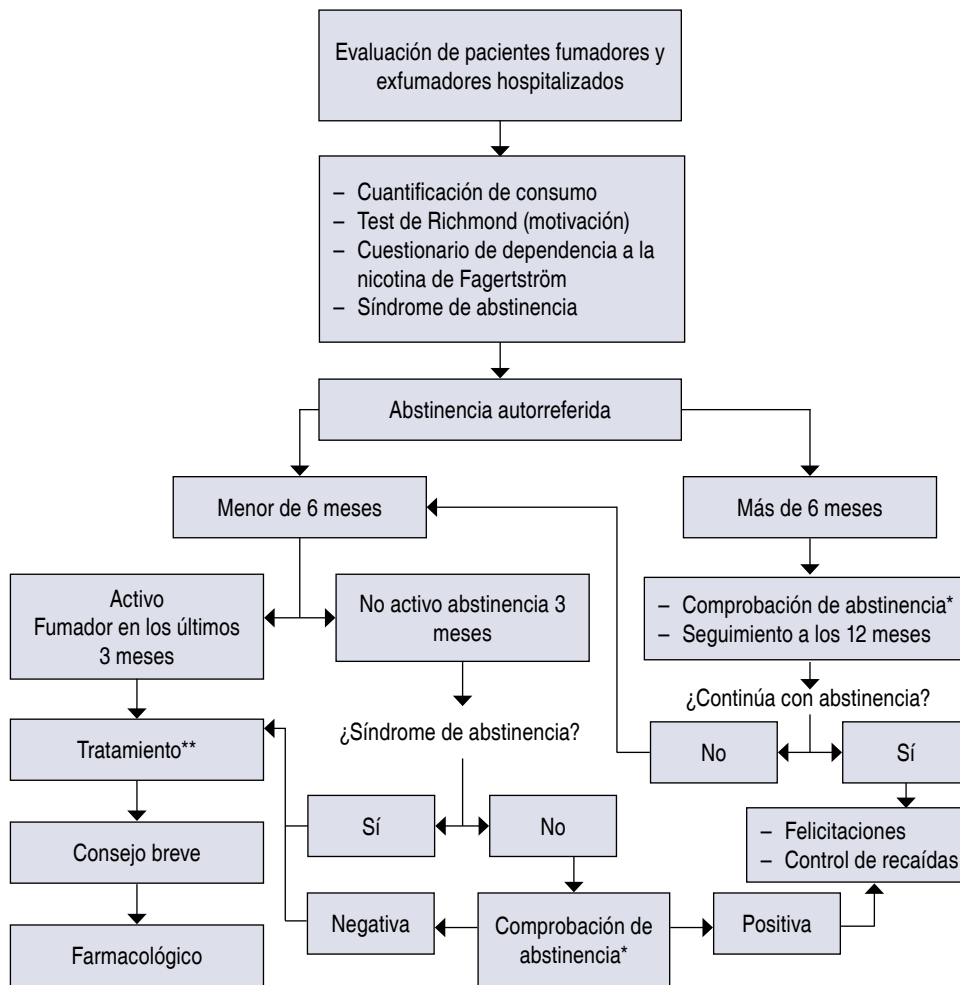 Evaluación de pacientes fumadores y
exfumadores hospitalizados
– Cuantificación de consumo
– Test de Richmond (motivación)
– Cuestionario de dependencia a la
nicotina de Fagertström
– Síndrome de abstinencia
Abstinencia autorreferida
Menor de 6 meses
Más de 6 meses
Activo
Fumador en los últimos
3 meses
No activo abstinencia 3
meses
– Comprobación de abstinencia*
– Seguimiento a los 12 meses
¿Continúa con abstinencia?
Tratamiento**
¿Síndrome de abstinencia?
No
Sí
Sí
No
– Felicitaciones
– Control de recaídas
Consejo breve
Negativa
Comprobación de
abstinencia*
Positiva
Farmacológico